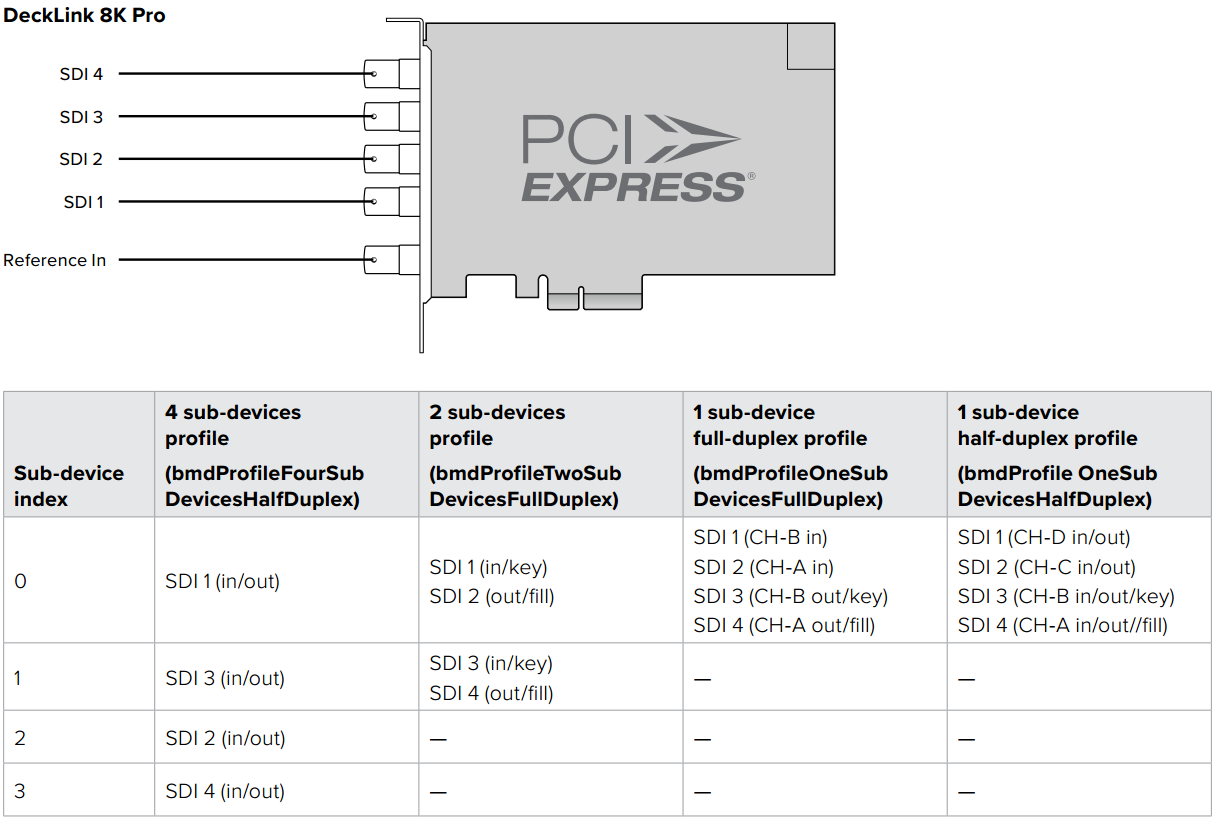 DeckLink 8K Pro
SDI 4
SDI 3
SDI 2
SDI 1
Reference In
PCI
EXPRESS®
Sub-device
index
4 sub-devices
profile
(bmdProfileFourSub
DevicesHalfDuplex)
2 sub-devices
profile
(bmdProfileTwoSub
DevicesFullDuplex)
1 sub-device
full-duplex profile
(bmdProfileOneSub
DevicesFullDuplex)
1 sub-device
half-duplex profile
(bmdProfile OneSub
DevicesHalfDuplex)
0
SDI 1 (in/out)
SDI 1 (in/key)
SDI 2 (out/fill)
SDI 1 (CH-B in)
SDI 2 (CH-A in)
SDI 3 (CH-B out/key)
SDI 4 (CH-A out/fill)
SDI 1 (CH-D in/out)
SDI 2 (CH-C in/out)
SDI 3 (CH-B in/out/key)
SDI 4 (CH-A in/out//fill)
1
SDI 3 (in/out)
SDI 3 (in/key)
SDI 4 (out/fill)
—
—
2
SDI 2 (in/out)
—
—
—
3
SDI 4 (in/out)
—
—
—